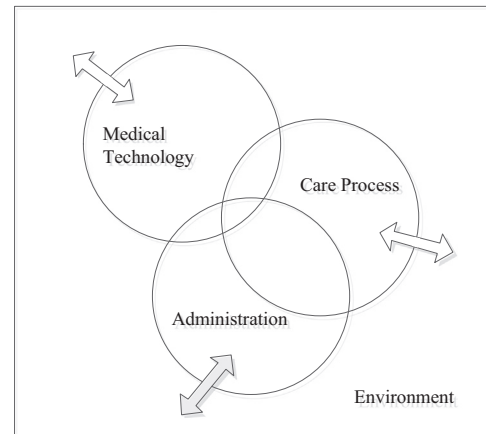 Medical
Technology
Care Process
Administration
Environment